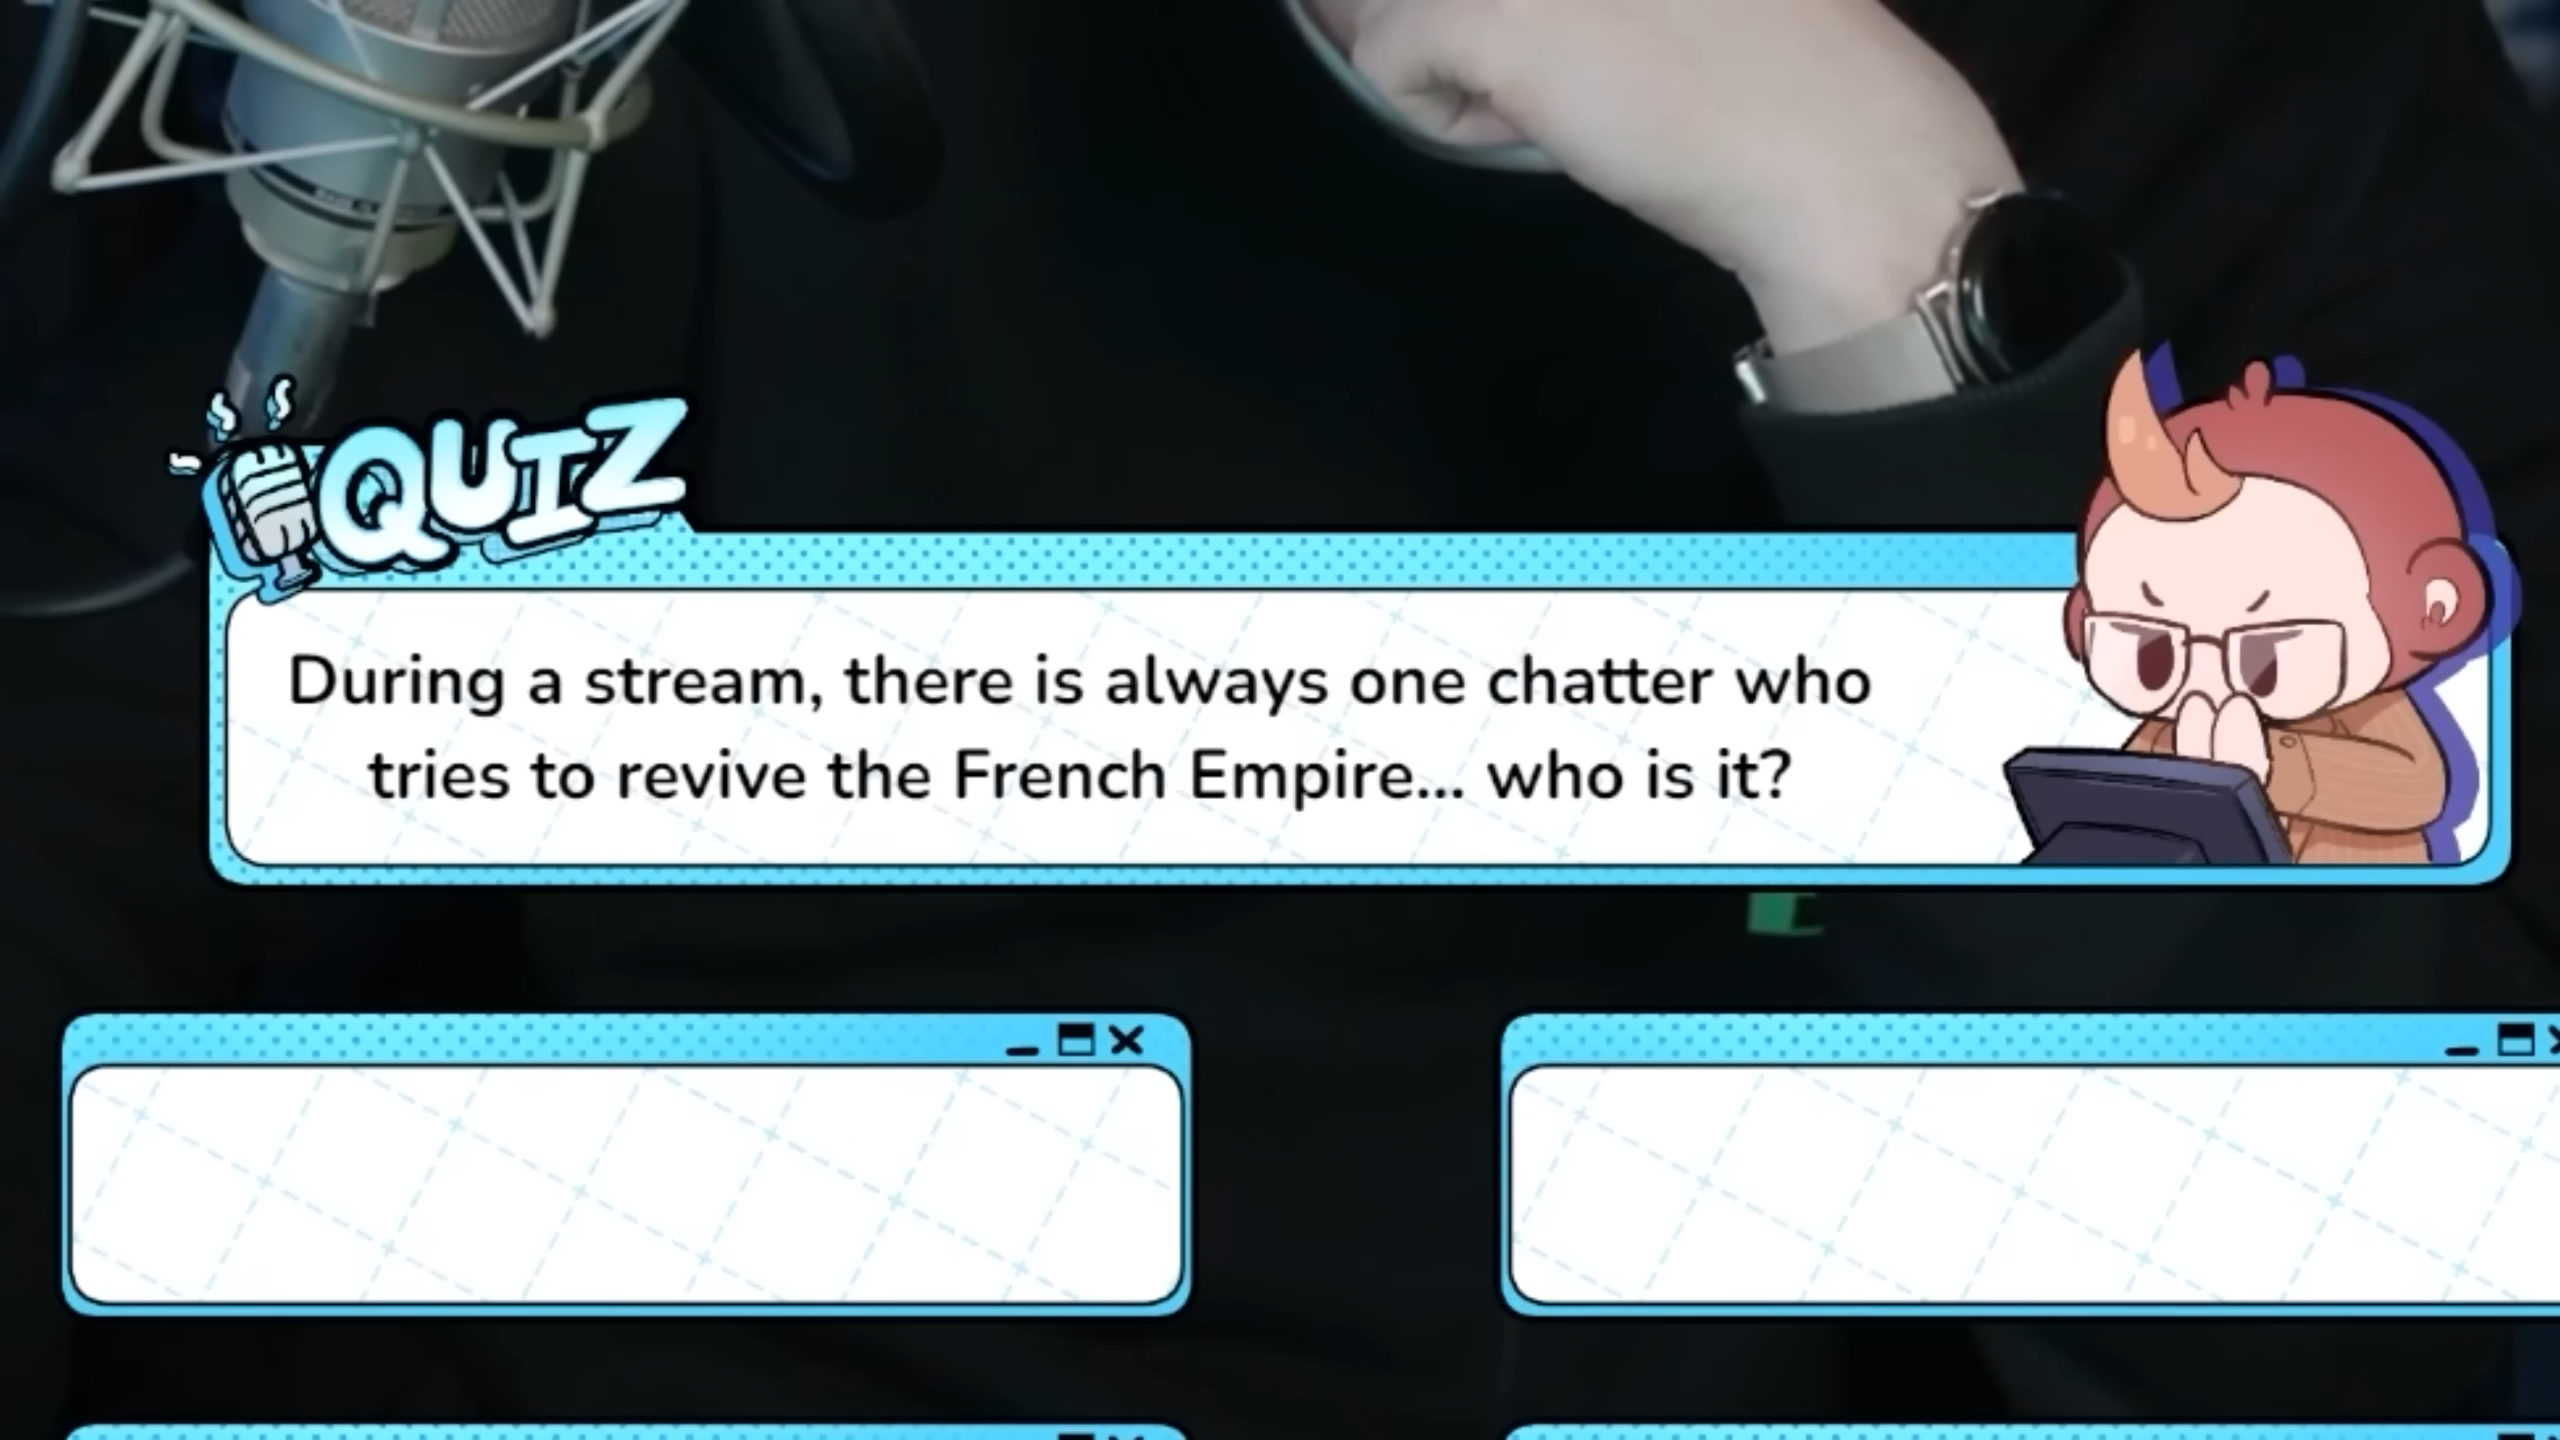 QUIZ
During a stream, there is always one chatter who
tries to revive the French Empire... who is it?